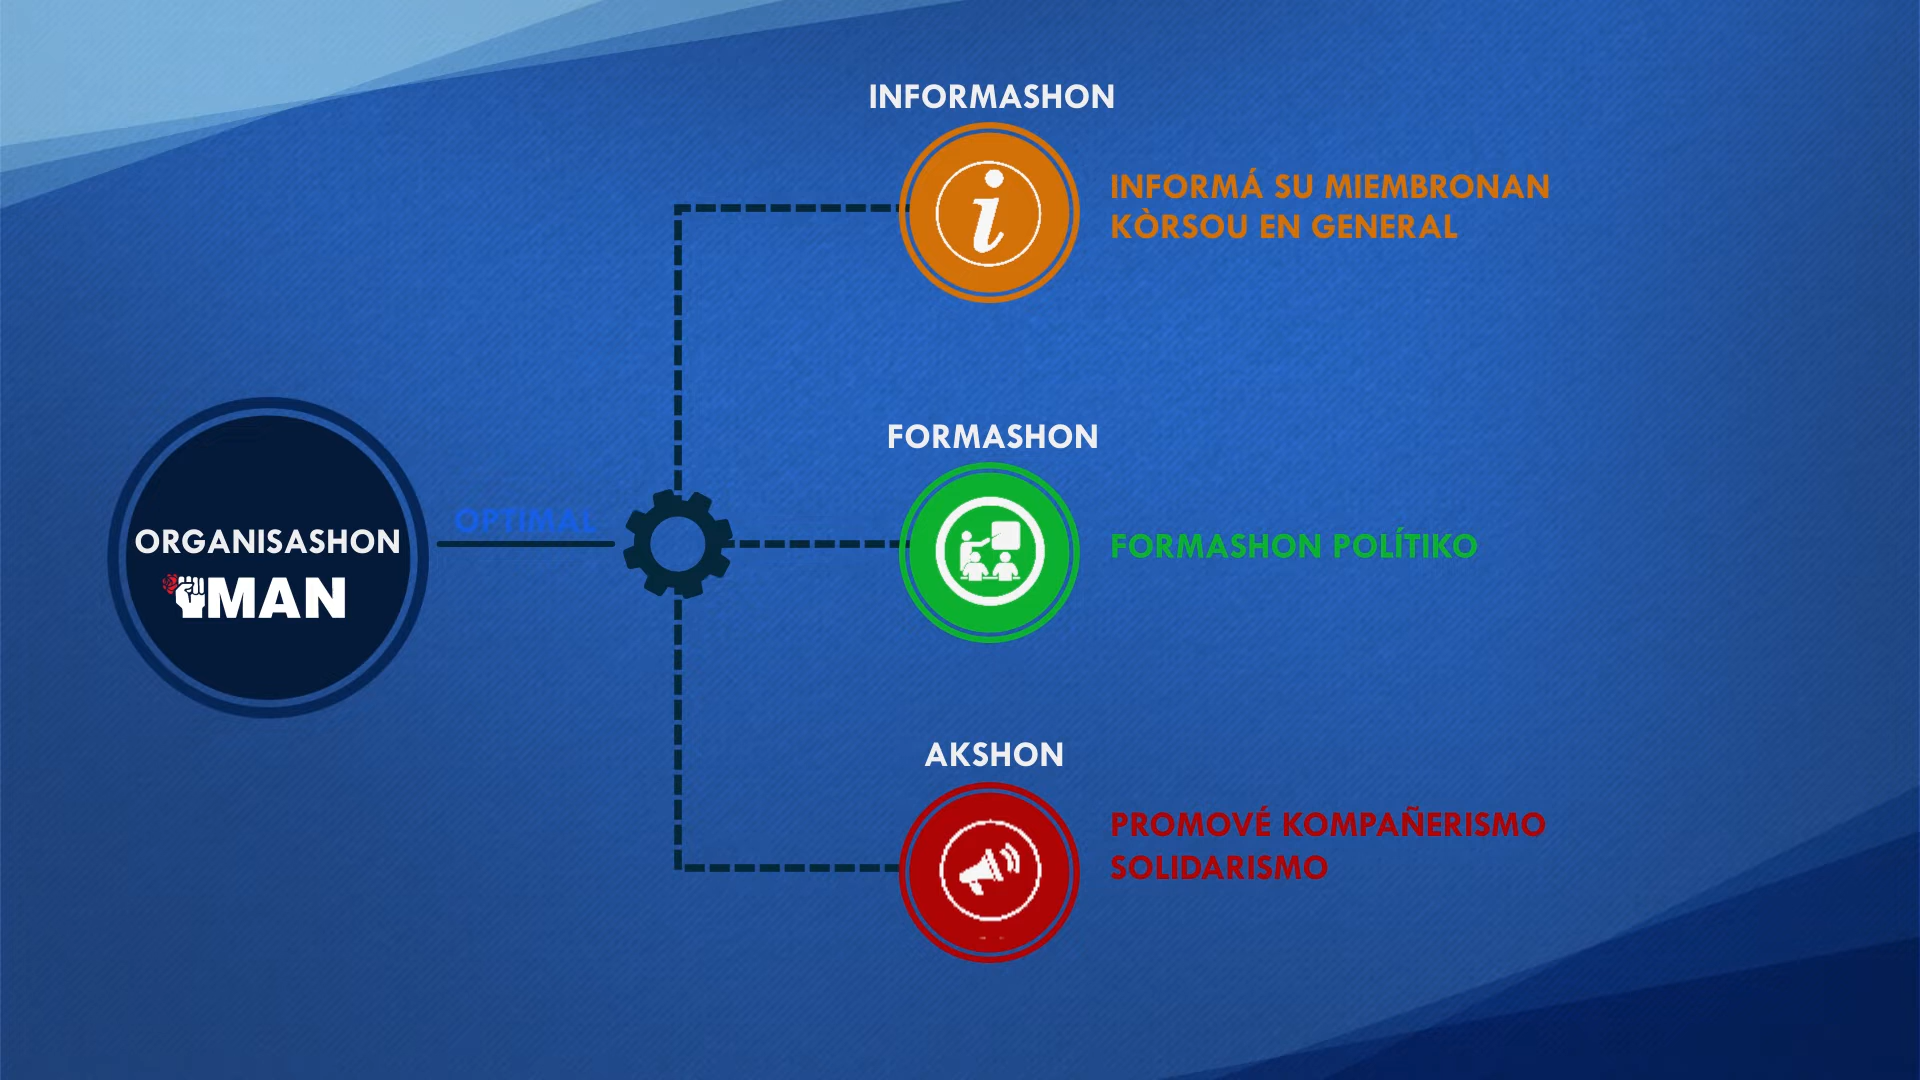 ORGANISASHON
MAN
OPTIMAL
INFORMASHON
INFORMÁ SU MIEMBRONAN
KÒRSOU EN GENERAL
FORMASHON
FORMASHON POLÍTIKO
AKSHON
PROMOVÉ KOMPAÑERISMO
SOLIDARISMO